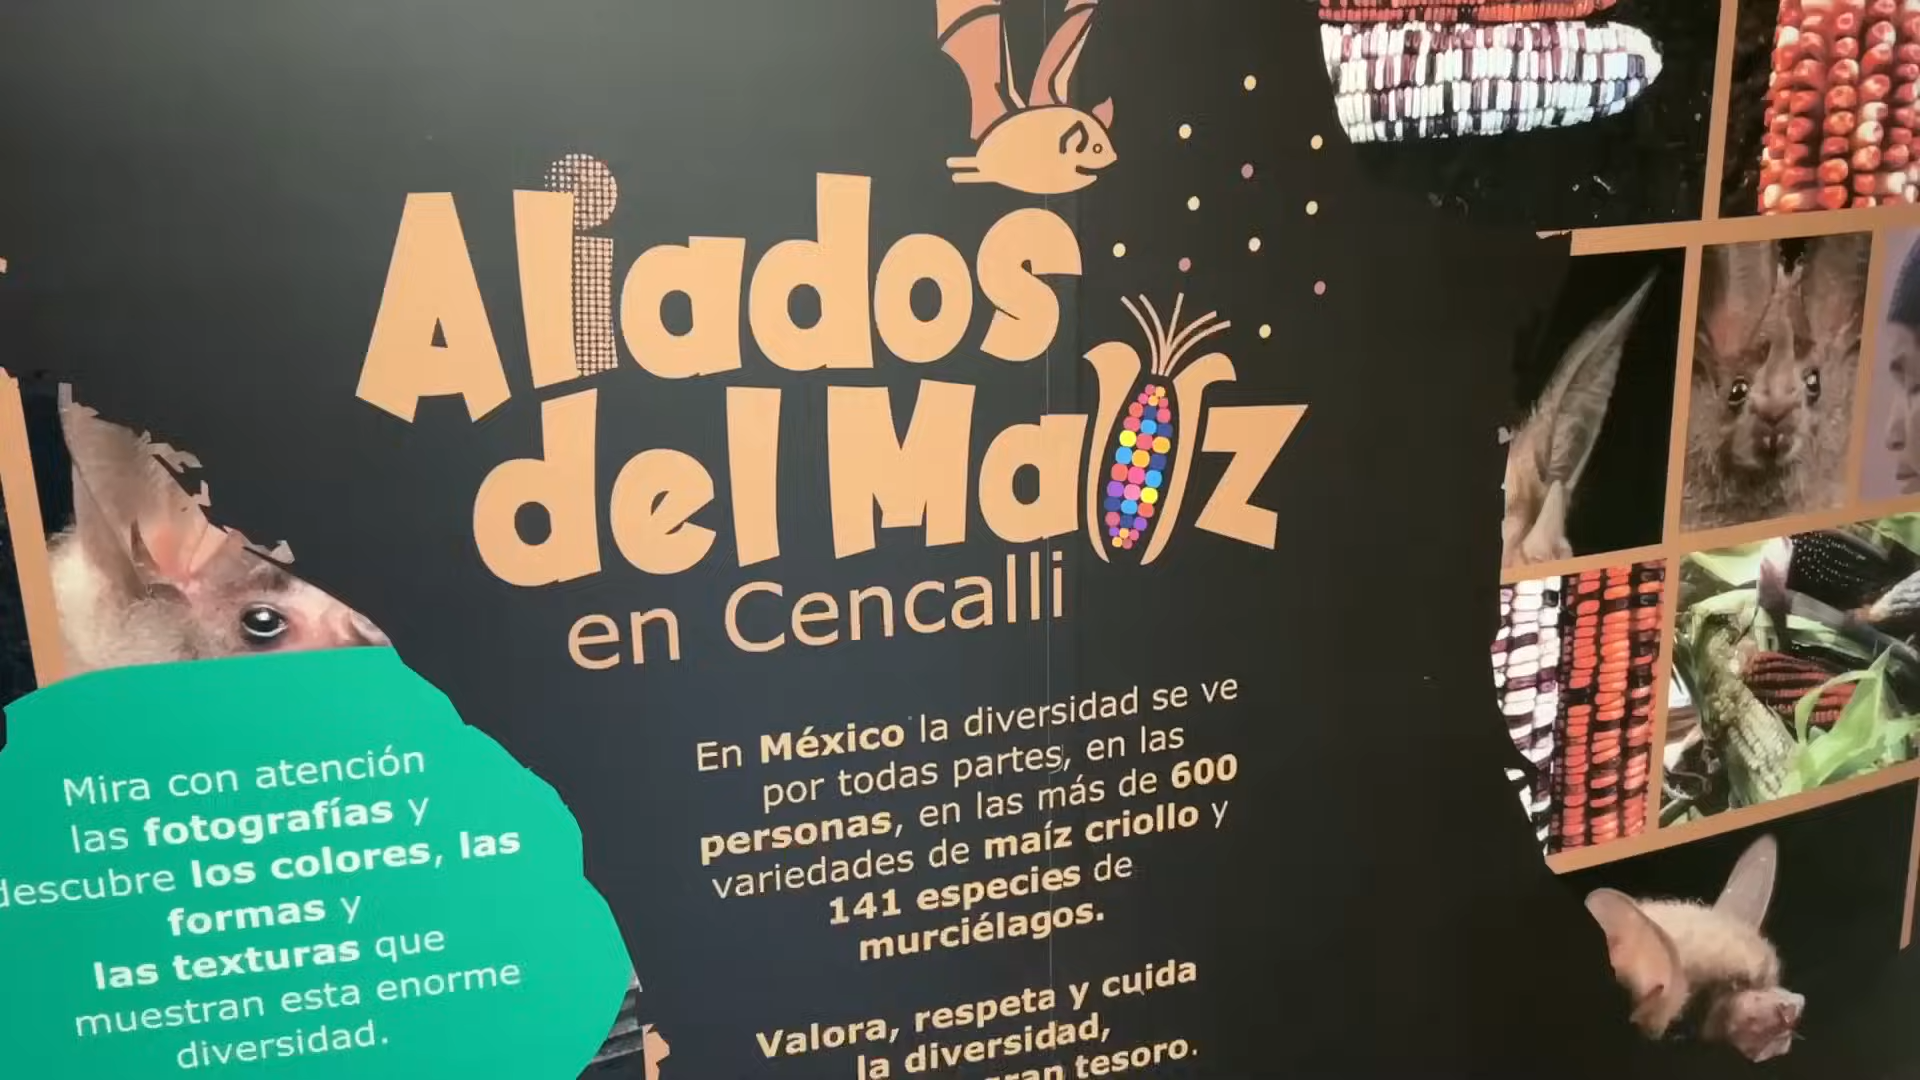 Aliados
del Maíz
en Cencalli
En México la diversidad se ve
por todas partes, en las
personas, en las más de 600
variedades de maíz criollo y
141 especies de
murciélagos.
Valora, respeta y cuida
la diversidad,
gran tesoro.
Mira con atención
las fotografías y
descubre los colores, las
formas y
las texturas que
muestran esta enorme
diversidad.